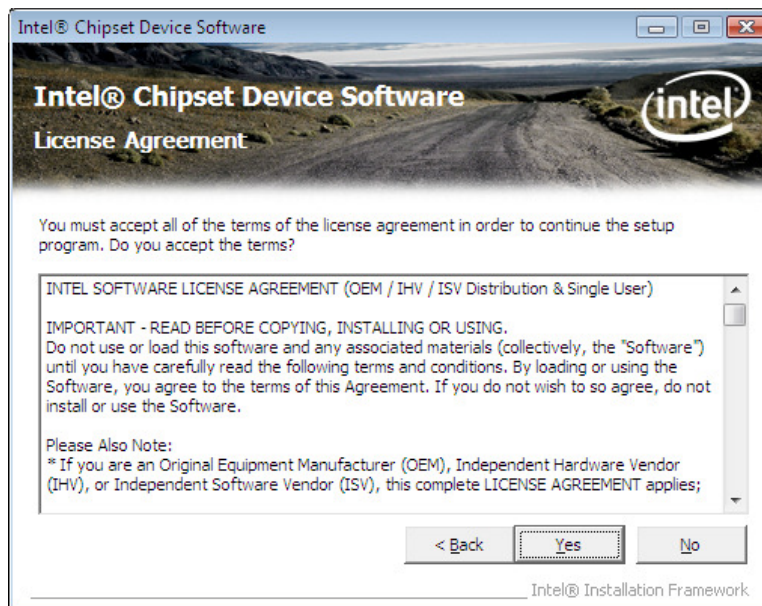 Intel® Chipset Device Software
Intel® Chipset Device Software
intel
License Agreement
You must accept all of the terms of the license agreement in order to continue the setup
program. Do you accept the terms?
INTEL SOFTWARE LICENSE AGREEMENT (OEM / IHV / ISV Distribution & Single User)
IMPORTANT - READ BEFORE COPYING, INSTALLING OR USING.
Do not use or load this software and any associated materials (collectively, the "Software")
until you have carefully read the following terms and conditions. By loading or using the
Software, you agree to the terms of this Agreement. If you do not wish to so agree, do not
install or use the Software.
Please Also Note:
* If you are an Original Equipment Manufacturer (OEM), Independent Hardware Vendor
(IHV), or Independent Software Vendor (ISV), this complete LICENSE AGREEMENT applies;
< Back
Yes
No
Intel® Installation Framework